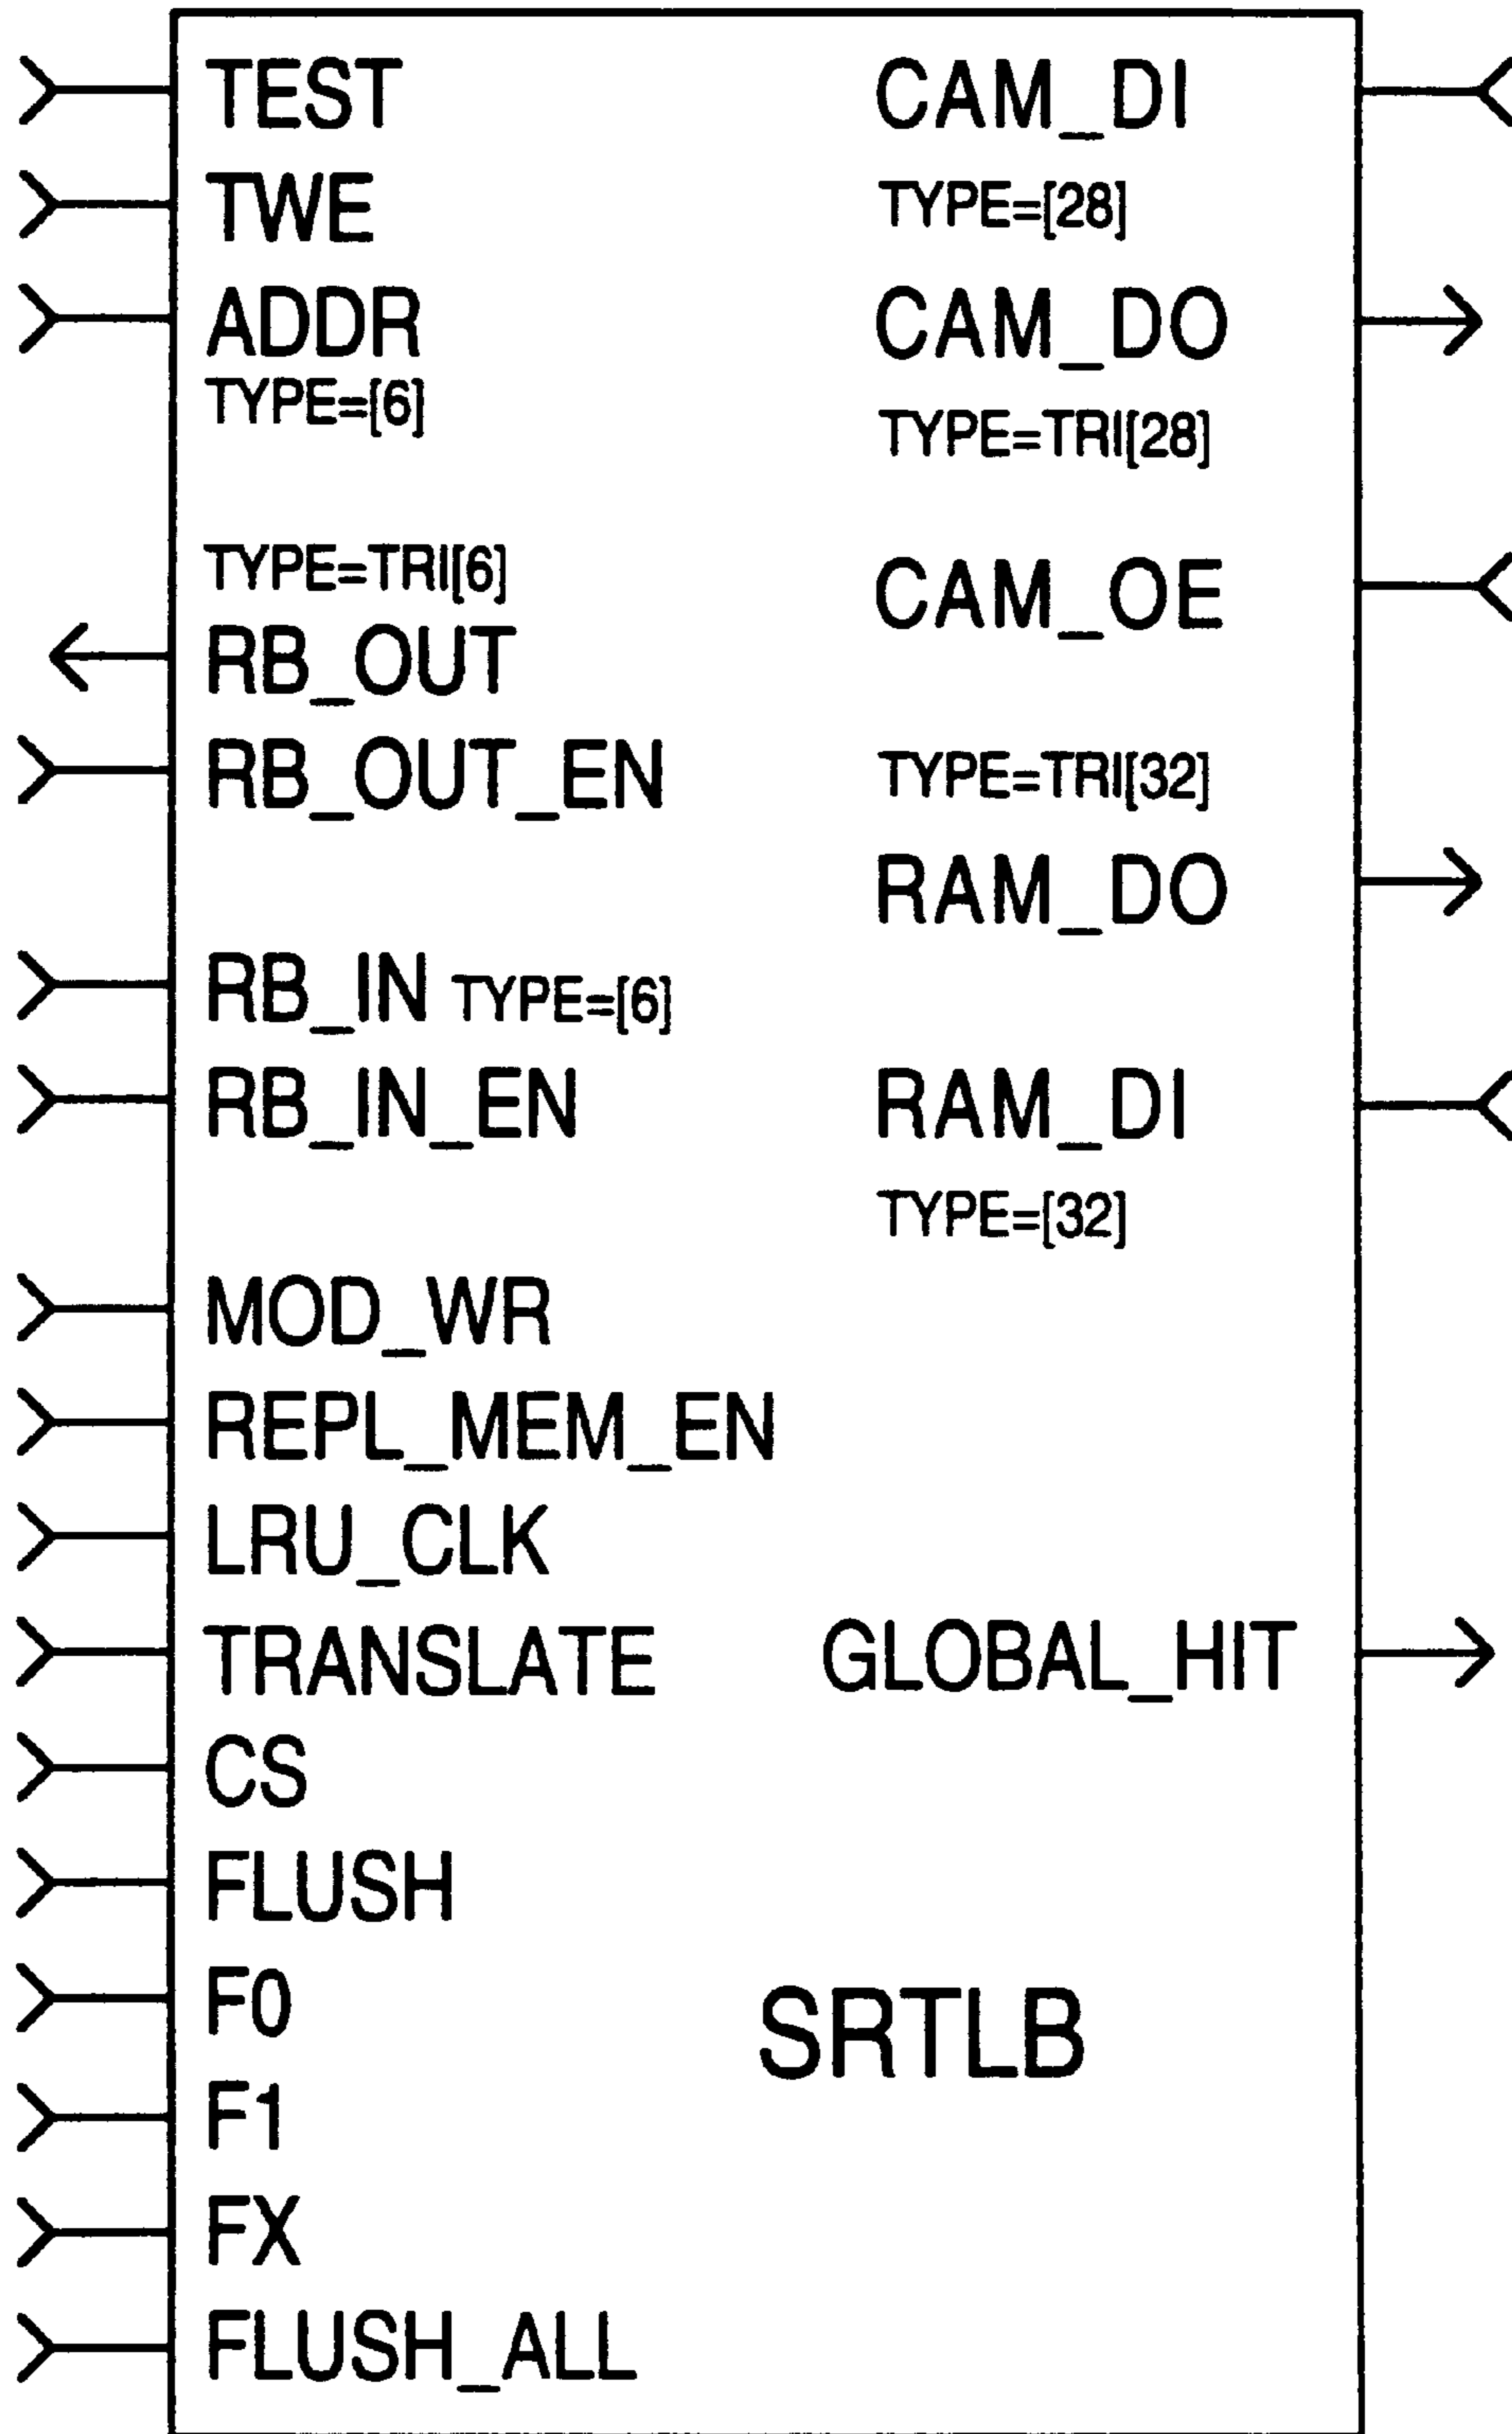 TEST
TWE
ADDR
TYPE=[6]
TYPE=TRI[6]
RB_OUT
RB_OUT_EN
RB_IN TYPE=[6]
RB_IN_EN
MOD_WR
REPL_MEM_EN
LRU_CLK
TRANSLATE
CS
FLUSH
F0
F1
FX
FLUSH_ALL
CAM_DI
TYPE=[28]
CAM_DO
TYPE=TRI[28]
CAM_OE
TYPE=TRI[32]
RAM_DO
RAM_DI
TYPE=[32]
GLOBAL_HIT
SRTLB